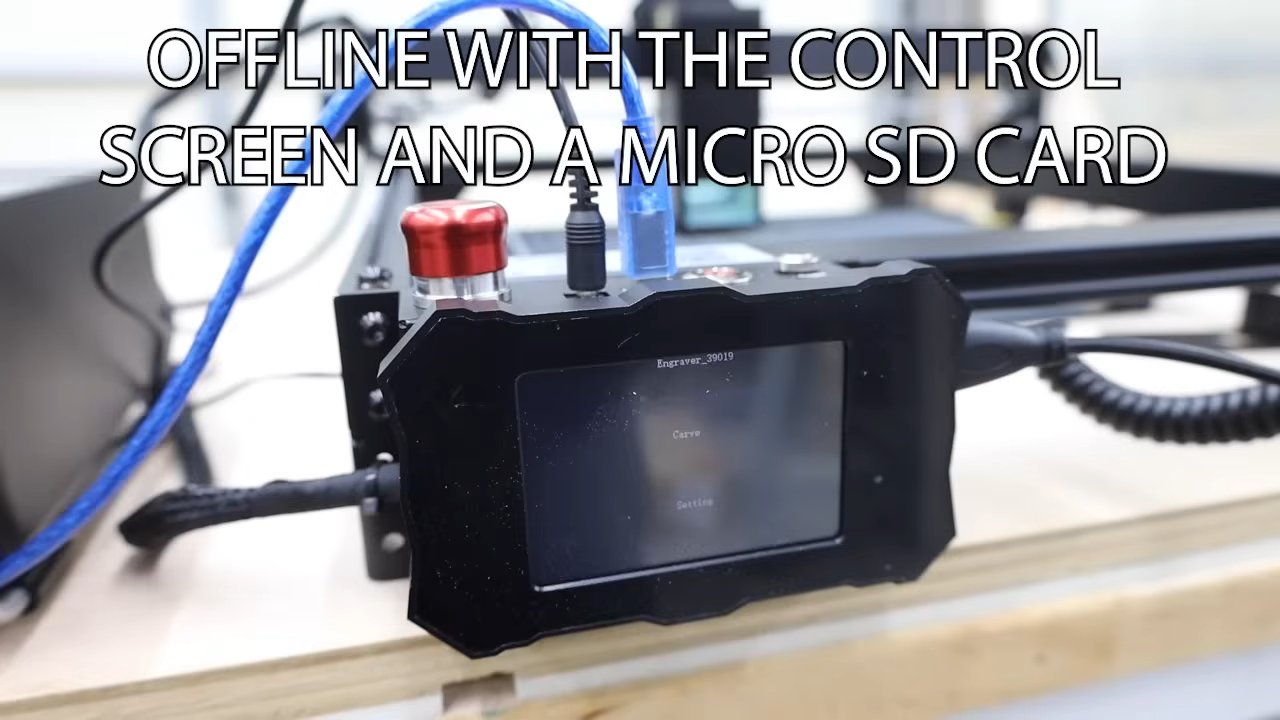 OFFLINE WITH THE CONTROL
SCREEN AND A MICRO SD CARD
Engraver_39019
Carve
Setting